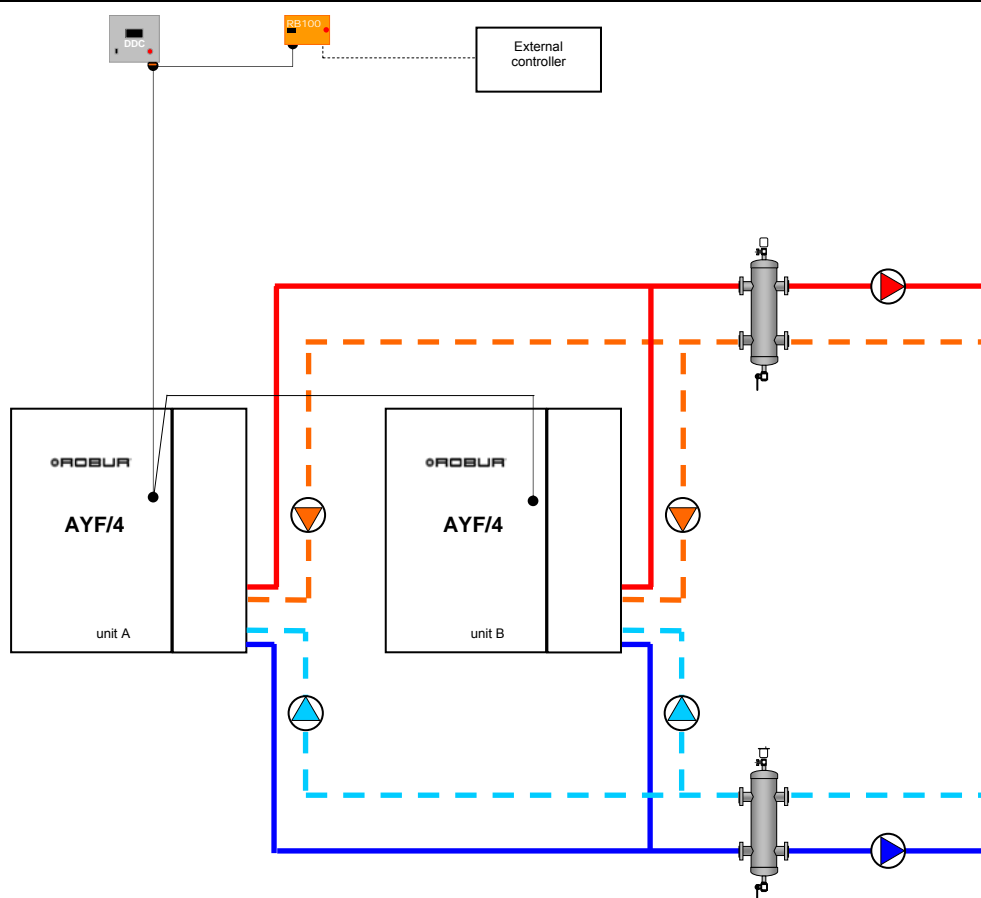 DDC
RB100
External
controller
ROBUR
AYF/4
unit A
ROBUR
AYF/4
unit B